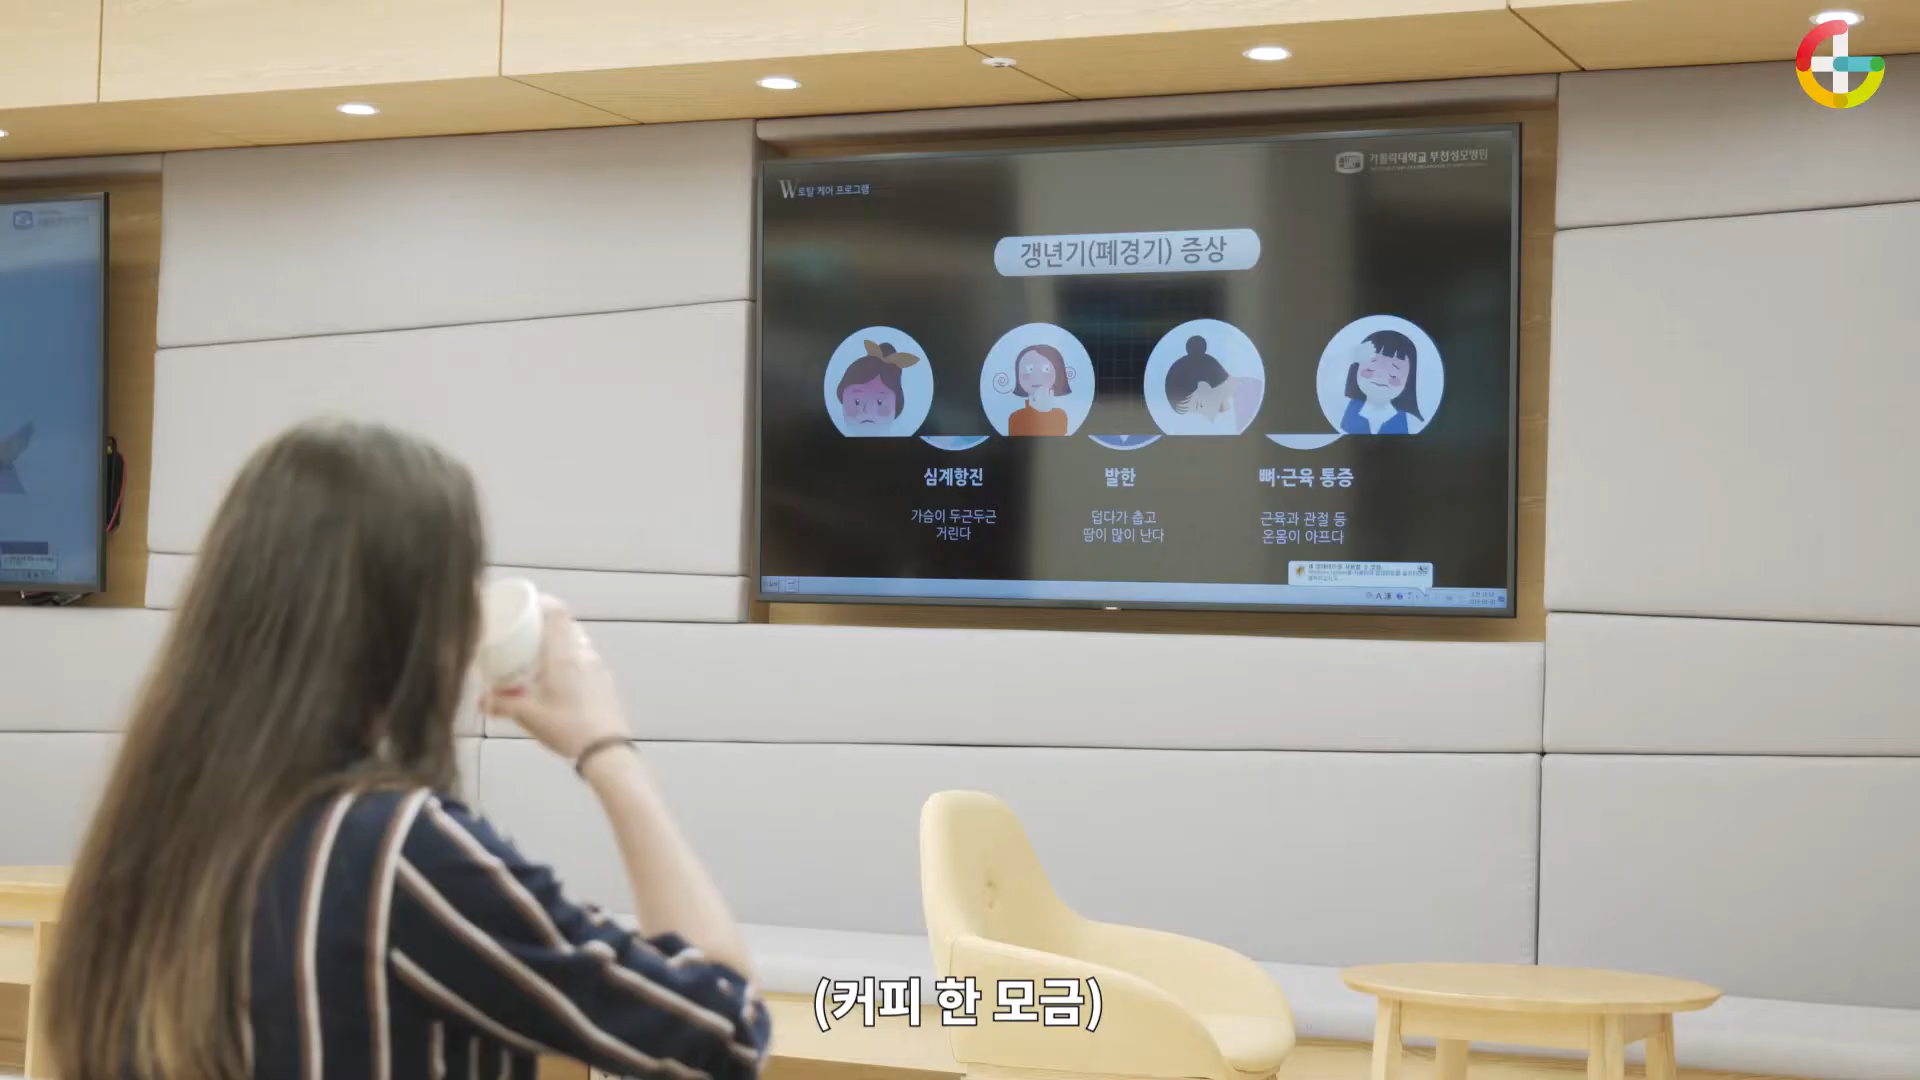 W토탈 케어 프로그램
가톨릭대학교 부천성모병원
갱년기(폐경기) 증상
심계항진
가슴이 두근두근
거린다
발한
덥다가 춥고
땀이 많이 난다
뼈·근육 통증
근육과 관절 등
온몸이 아프다
(커피 한 모금)